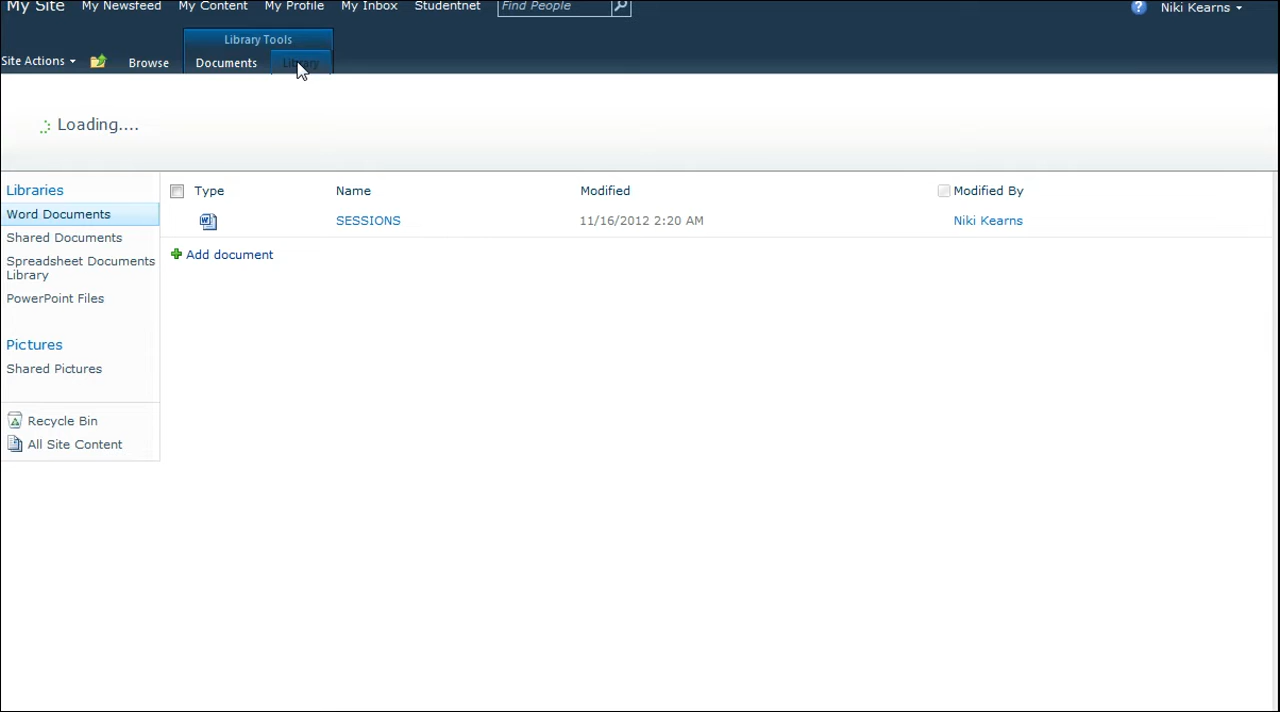 My Site My Newsfeed My Content My Profile My Inbox Studentnet Find People Niki Kearns
Library Tools
Site Actions Browse Documents Library
Loading....
Libraries
Word Documents
Shared Documents
Spreadsheet Documents
Library
PowerPoint Files
Pictures
Shared Pictures
Recycle Bin
All Site Content
Type Name Modified Modified By
SESSIONS 11/16/2012 2:20 AM Niki Kearns
Add document